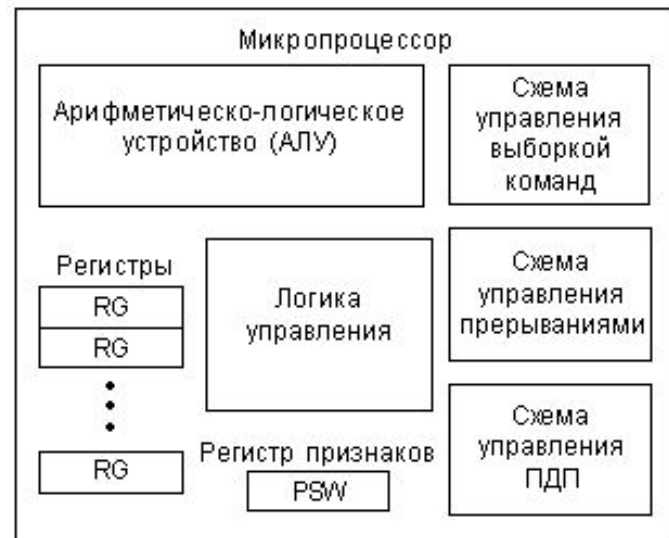 Микропроцессор
Арифметическо-логическое
устройство (АЛУ)
Схема
управления
выборкой
команд
Регистры
RG
RG
RG
Логика
управления
Схема
управления
прерываниями
Регистр признаков
PSW
Схема
управления
ПДП